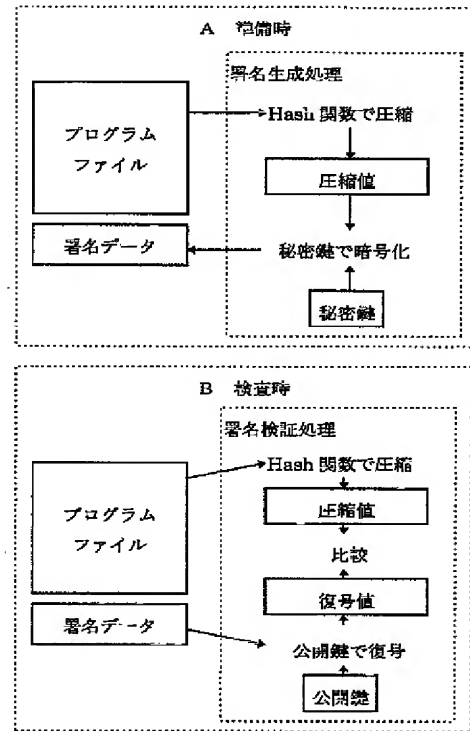 A 準備時
署名生成処理
プログラム
ファイル
Hash 関数で圧縮
圧縮値
署名データ
秘密鍵で暗号化
秘密鍵
B 検査時
署名検証処理
プログラム
ファイル
Hash 関数で圧縮
圧縮値
比較
復号値
署名データ
公開鍵で復号
公開鍵